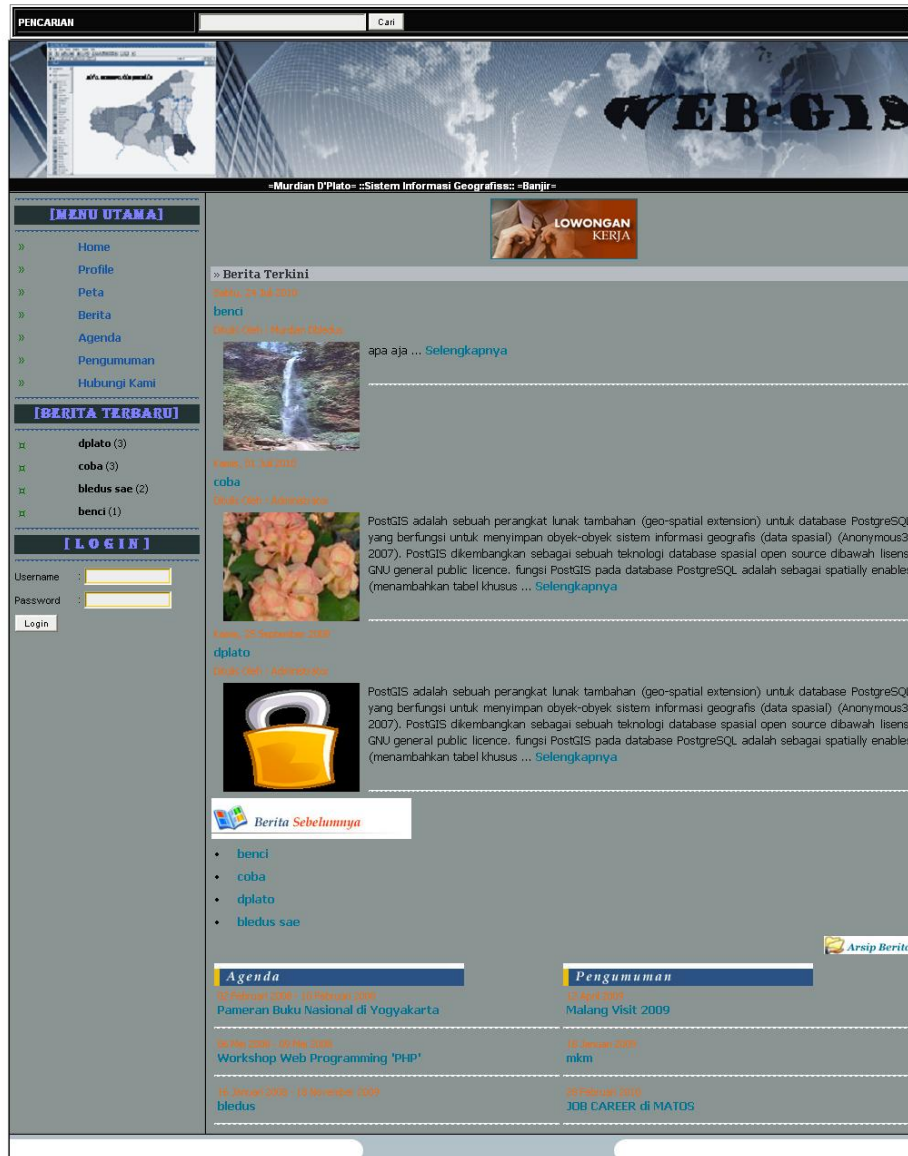 PENCARIAN
Cari
WEB-GIS
=Murdian D'Plato= ::Sistem Informasi Geografiss:: =Banjir=
[MENU UTAMA]
» Home
» Profile
» Peta
» Berita
» Agenda
» Pengumuman
» Hubungi Kami
[BERITA TERBARU]
¤ dplato (3)
¤ coba (3)
¤ bledus sae (2)
¤ benci (1)
[ L O G I N ]
Username :
Password :
Login
LOWONGAN
KERJA
» Berita Terkini
benci
apa aja ... Selengkapnya
coba
PostGIS adalah sebuah perangkat lunak tambahan (geo-spatial extension) untuk database PostgreSQL
yang berfungsi untuk menyimpan obyek-obyek sistem informasi geografis (data spasial) (Anonymous3
2007). PostGIS dikembangkan sebagai sebuah teknologi database spasial open source dibawah lisens
GNU general public licence. fungsi PostGIS pada database PostgreSQL adalah sebagai spatially enables
(menambahkan tabel khusus ... Selengkapnya
dplato
PostGIS adalah sebuah perangkat lunak tambahan (geo-spatial extension) untuk database PostgreSQL
yang berfungsi untuk menyimpan obyek-obyek sistem informasi geografis (data spasial) (Anonymous3
2007). PostGIS dikembangkan sebagai sebuah teknologi database spasial open source dibawah lisens
GNU general public licence. fungsi PostGIS pada database PostgreSQL adalah sebagai spatially enables
(menambahkan tabel khusus ... Selengkapnya
Berita Sebelumnya
• benci
• coba
• dplato
• bledus sae
Arsip Berita
Agenda
Pameran Buku Nasional di Yogyakarta
Workshop Web Programming 'PHP'
bledus
Pengumuman
Malang Visit 2009
mkm
JOB CAREER di MATOS